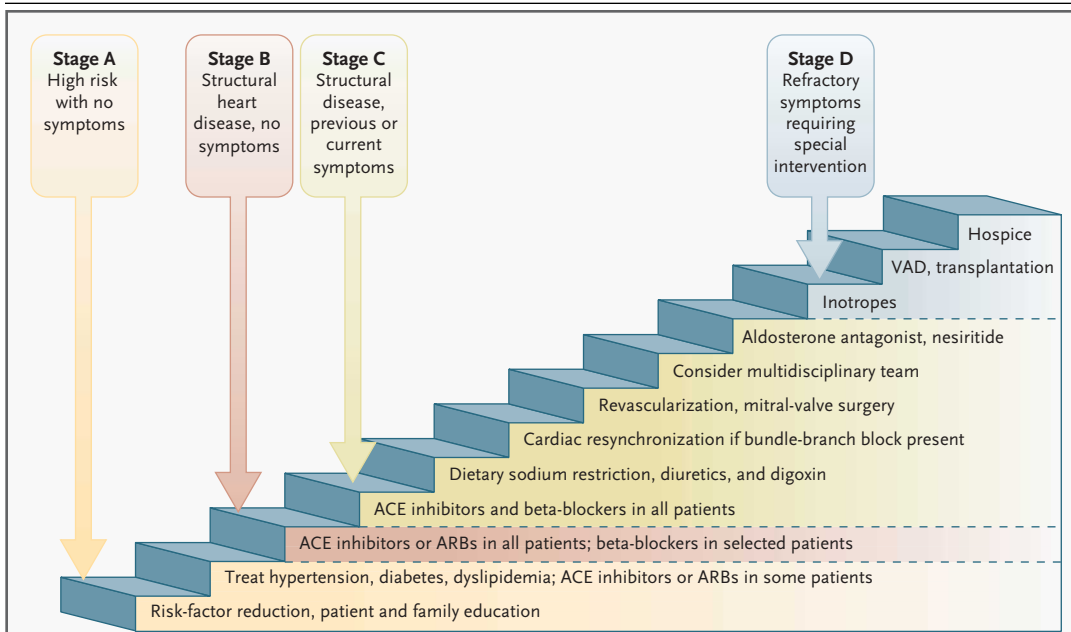 Stage A
High risk
with no
symptoms
Stage B
Structural
heart
disease, no
symptoms
Stage C
Structural
disease,
previous or
current
symptoms
Stage D
Refractory
symptoms
requiring
special
intervention
Hospice
VAD, transplantation
Inotropes
Aldosterone antagonist, nesiritide
Consider multidisciplinary team
Revascularization, mitral-valve surgery
Cardiac resynchronization if bundle-branch block present
Dietary sodium restriction, diuretics, and digoxin
ACE inhibitors and beta-blockers in all patients
ACE inhibitors or ARBs in all patients; beta-blockers in selected patients
Treat hypertension, diabetes, dyslipidemia; ACE inhibitors or ARBs in some patients
Risk-factor reduction, patient and family education